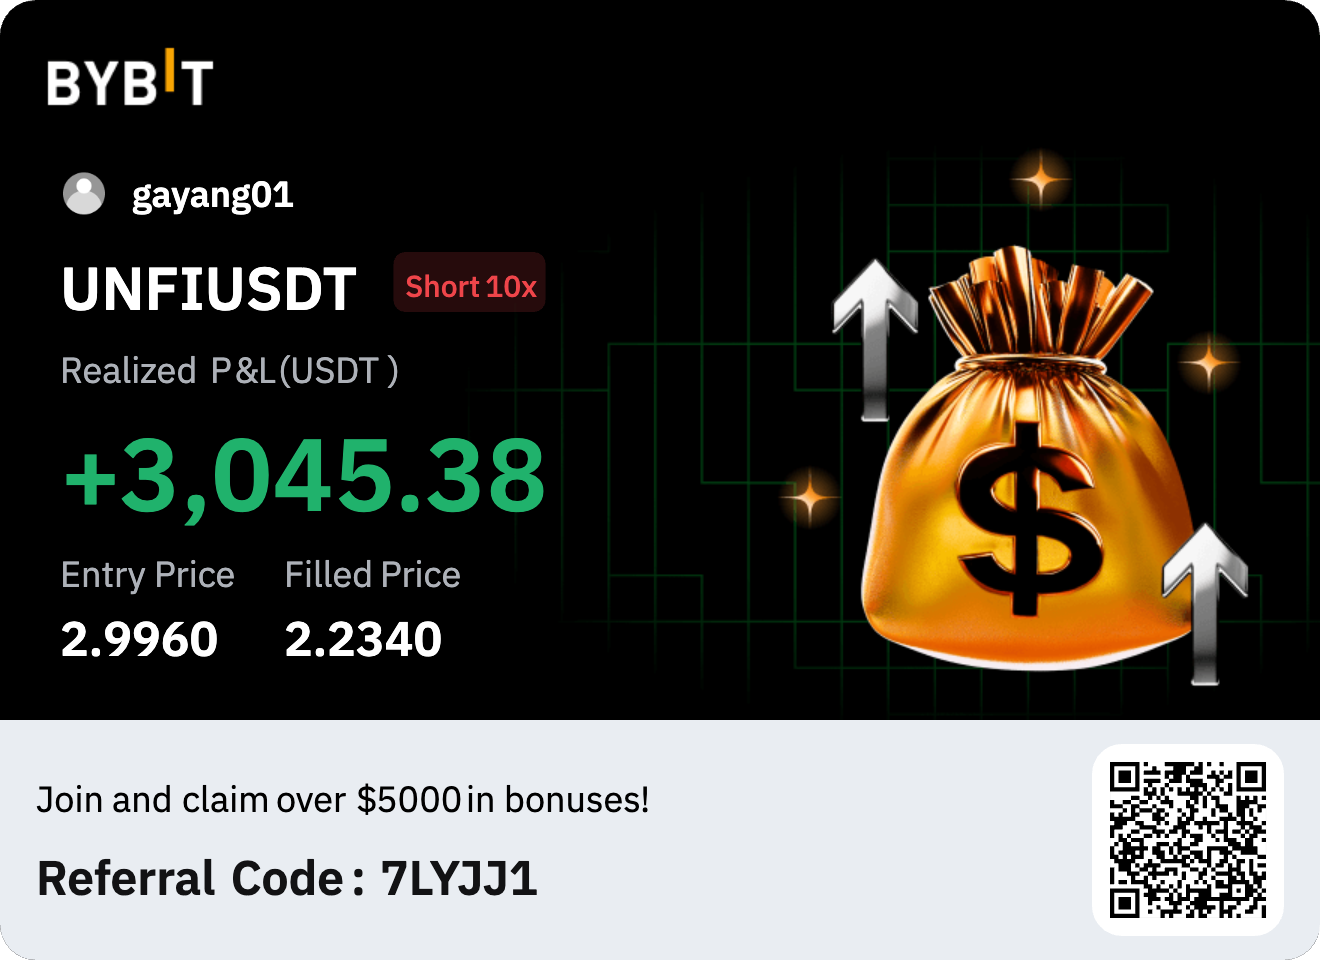 BYBIT
gayang01
UNFIUSDT Short 10x
Realized P&L(USDT )
+3,045.38
Entry Price Filled Price
2.9960 2.2340
$
Join and claim over $5000 in bonuses!
Referral Code: 7LYJJ1